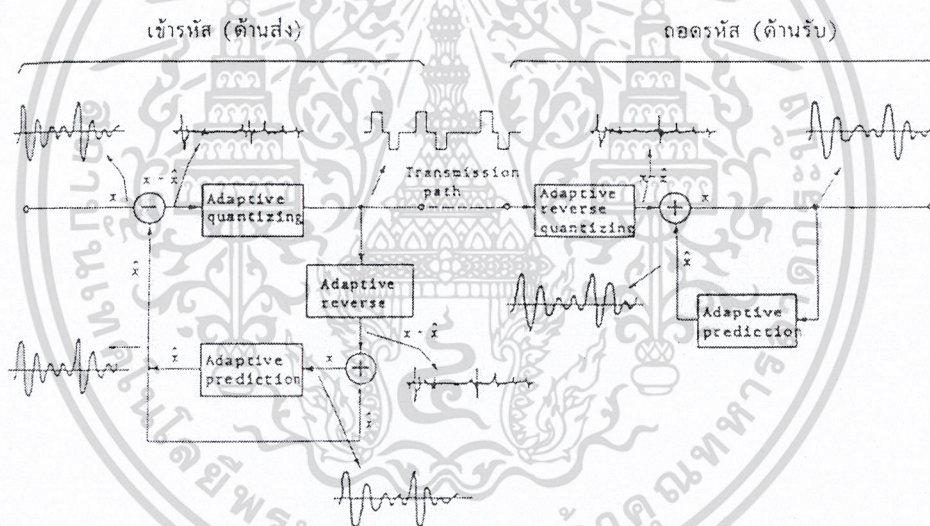 เข้ารหัส (ด้านส่ง)
ถอดรหัส (ด้านรับ)
x
x - x̂
Adaptive
quantizing
Transmission
path
Adaptive
reverse
quantizing
x - x̂
x
x̂
x̂
Adaptive
reverse
x - x̂
x̂
Adaptive
prediction
x
x̂
Adaptive
prediction